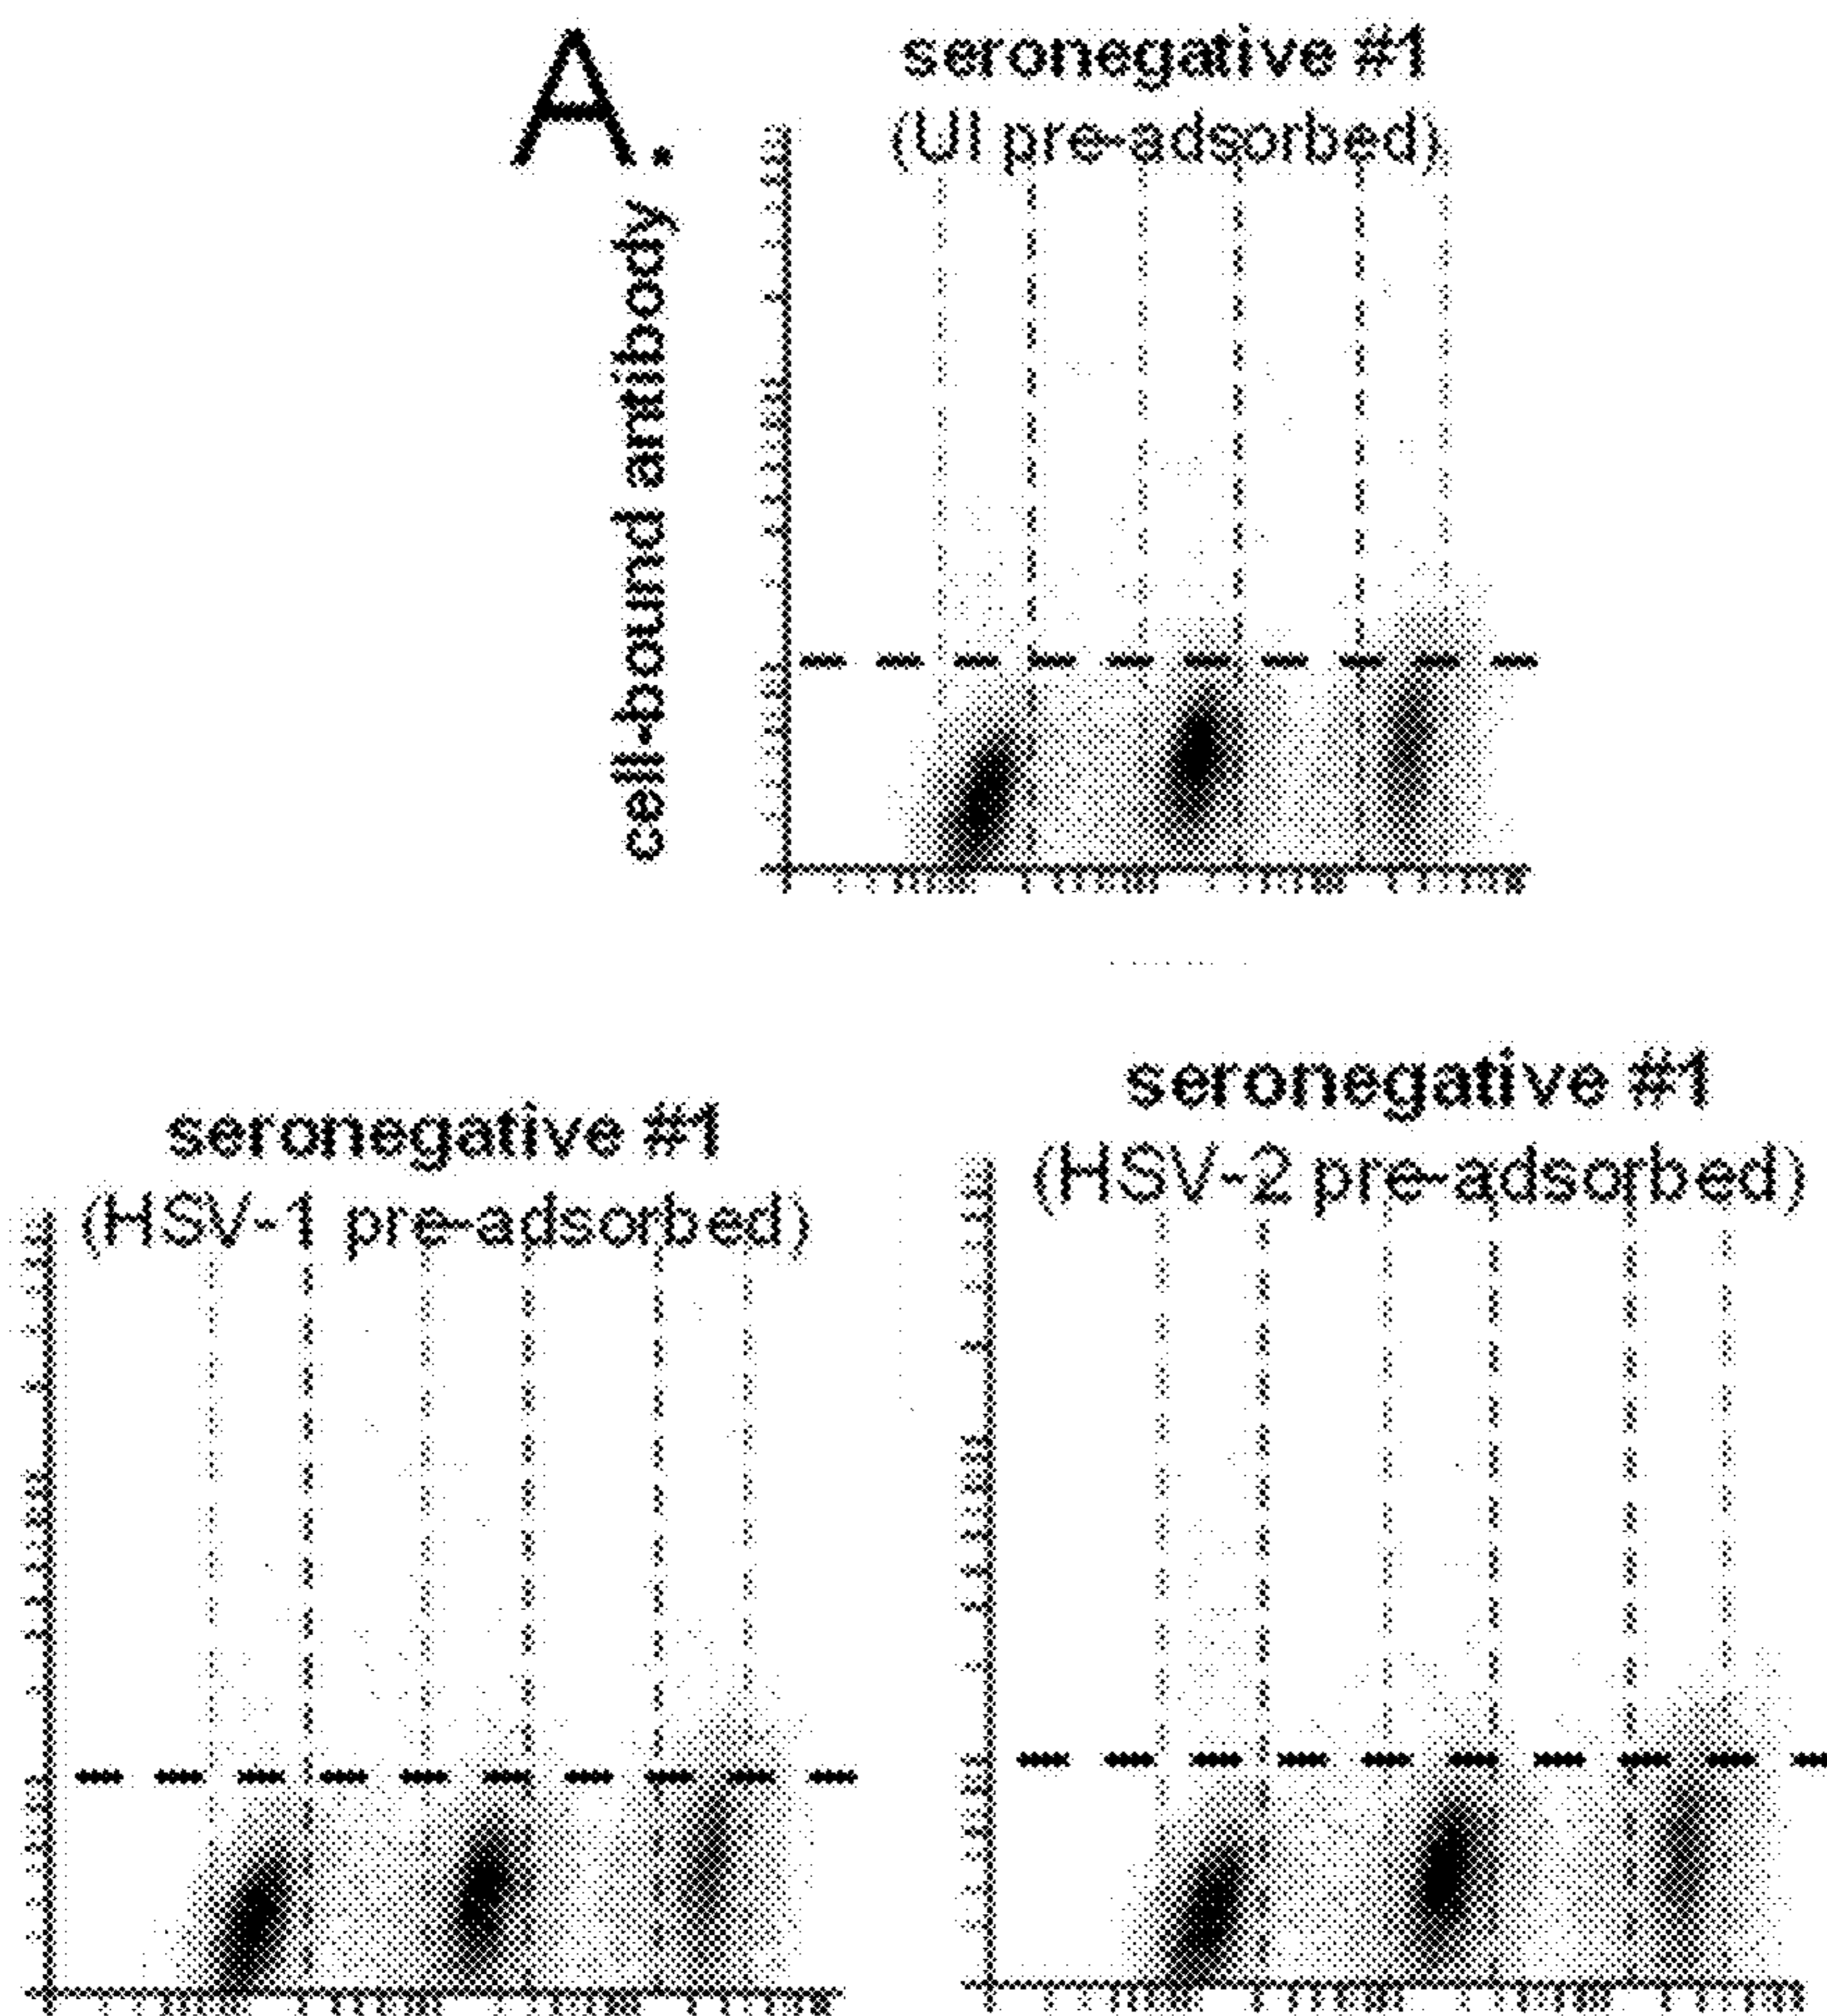 A.
seronegative #1
(UI pre-adsorbed)
cell-bound antibody
seronegative #1
(HSV-1 pre-adsorbed)
seronegative #1
(HSV-2 pre-adsorbed)